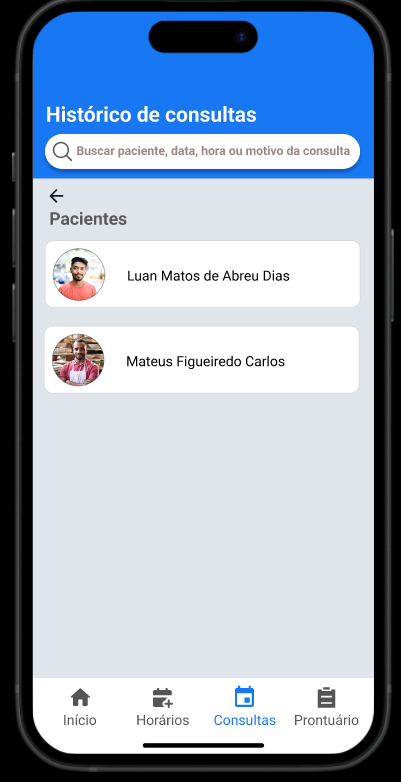 Histórico de consultas
Buscar paciente, data, hora ou motivo da consulta
Pacientes
Luan Matos de Abreu Dias
Mateus Figueiredo Carlos
Início
Horários
Consultas
Prontuário